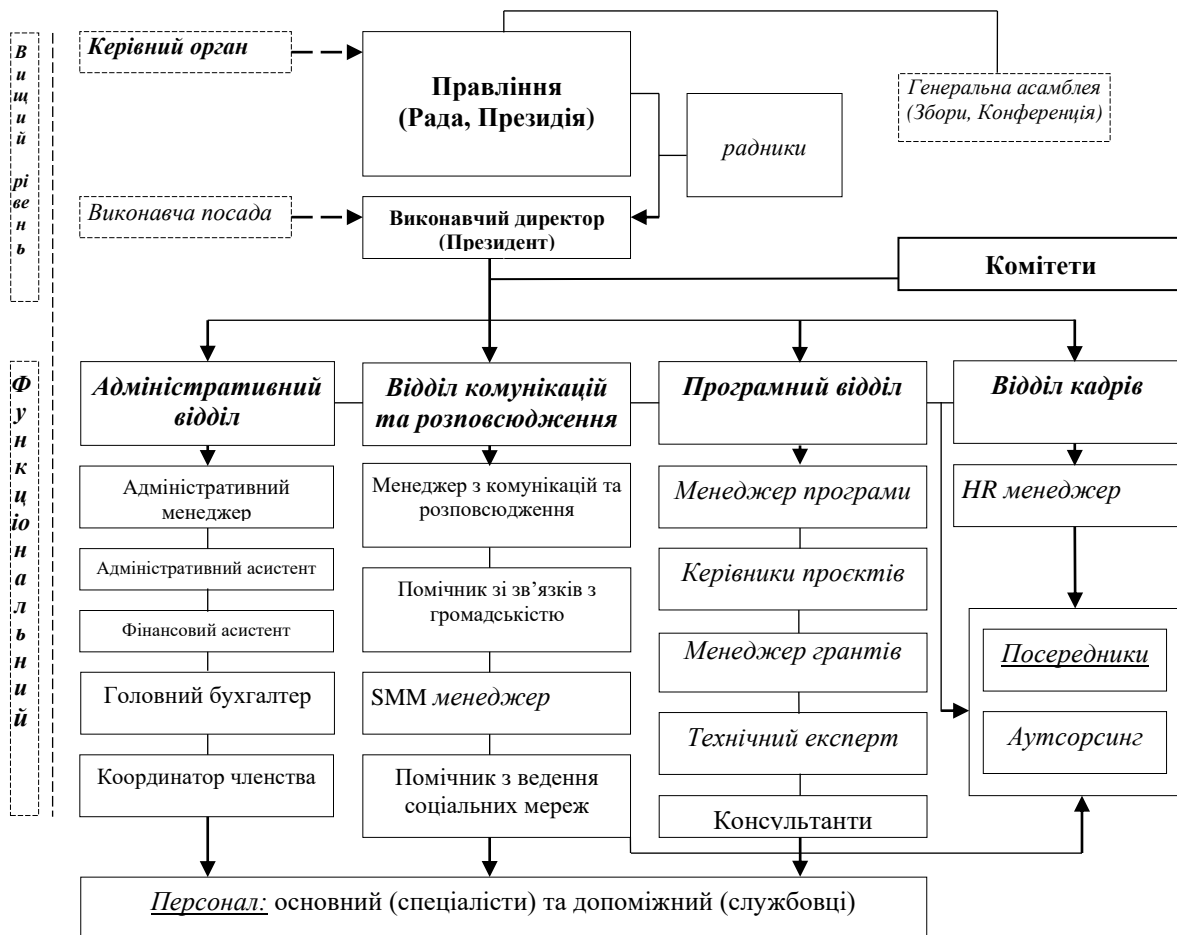 Вищий рівень
Керівний орган
Правління
(Рада, Президія)
Генеральна асамблея
(Збори, Конференція)
радники
Виконавча посада
Виконавчий директор
(Президент)
Комітети
Функціональний
Адміністративний
відділ
Відділ комунікацій
та розповсюдження
Програмний відділ
Відділ кадрів
Адміністративний
менеджер
Адміністративний асистент
Фінансовий асистент
Головний бухгалтер
Координатор членства
Менеджер з комунікацій та
розповсюдження
Помічник зі зв’язків з
громадськістю
SMM менеджер
Помічник з ведення
соціальних мереж
Менеджер програми
Керівники проєктів
Менеджер грантів
Технічний експерт
Консультанти
HR менеджер
Посередники
Аутсорсинг
Персонал: основний (спеціалісти) та допоміжний (службовці)